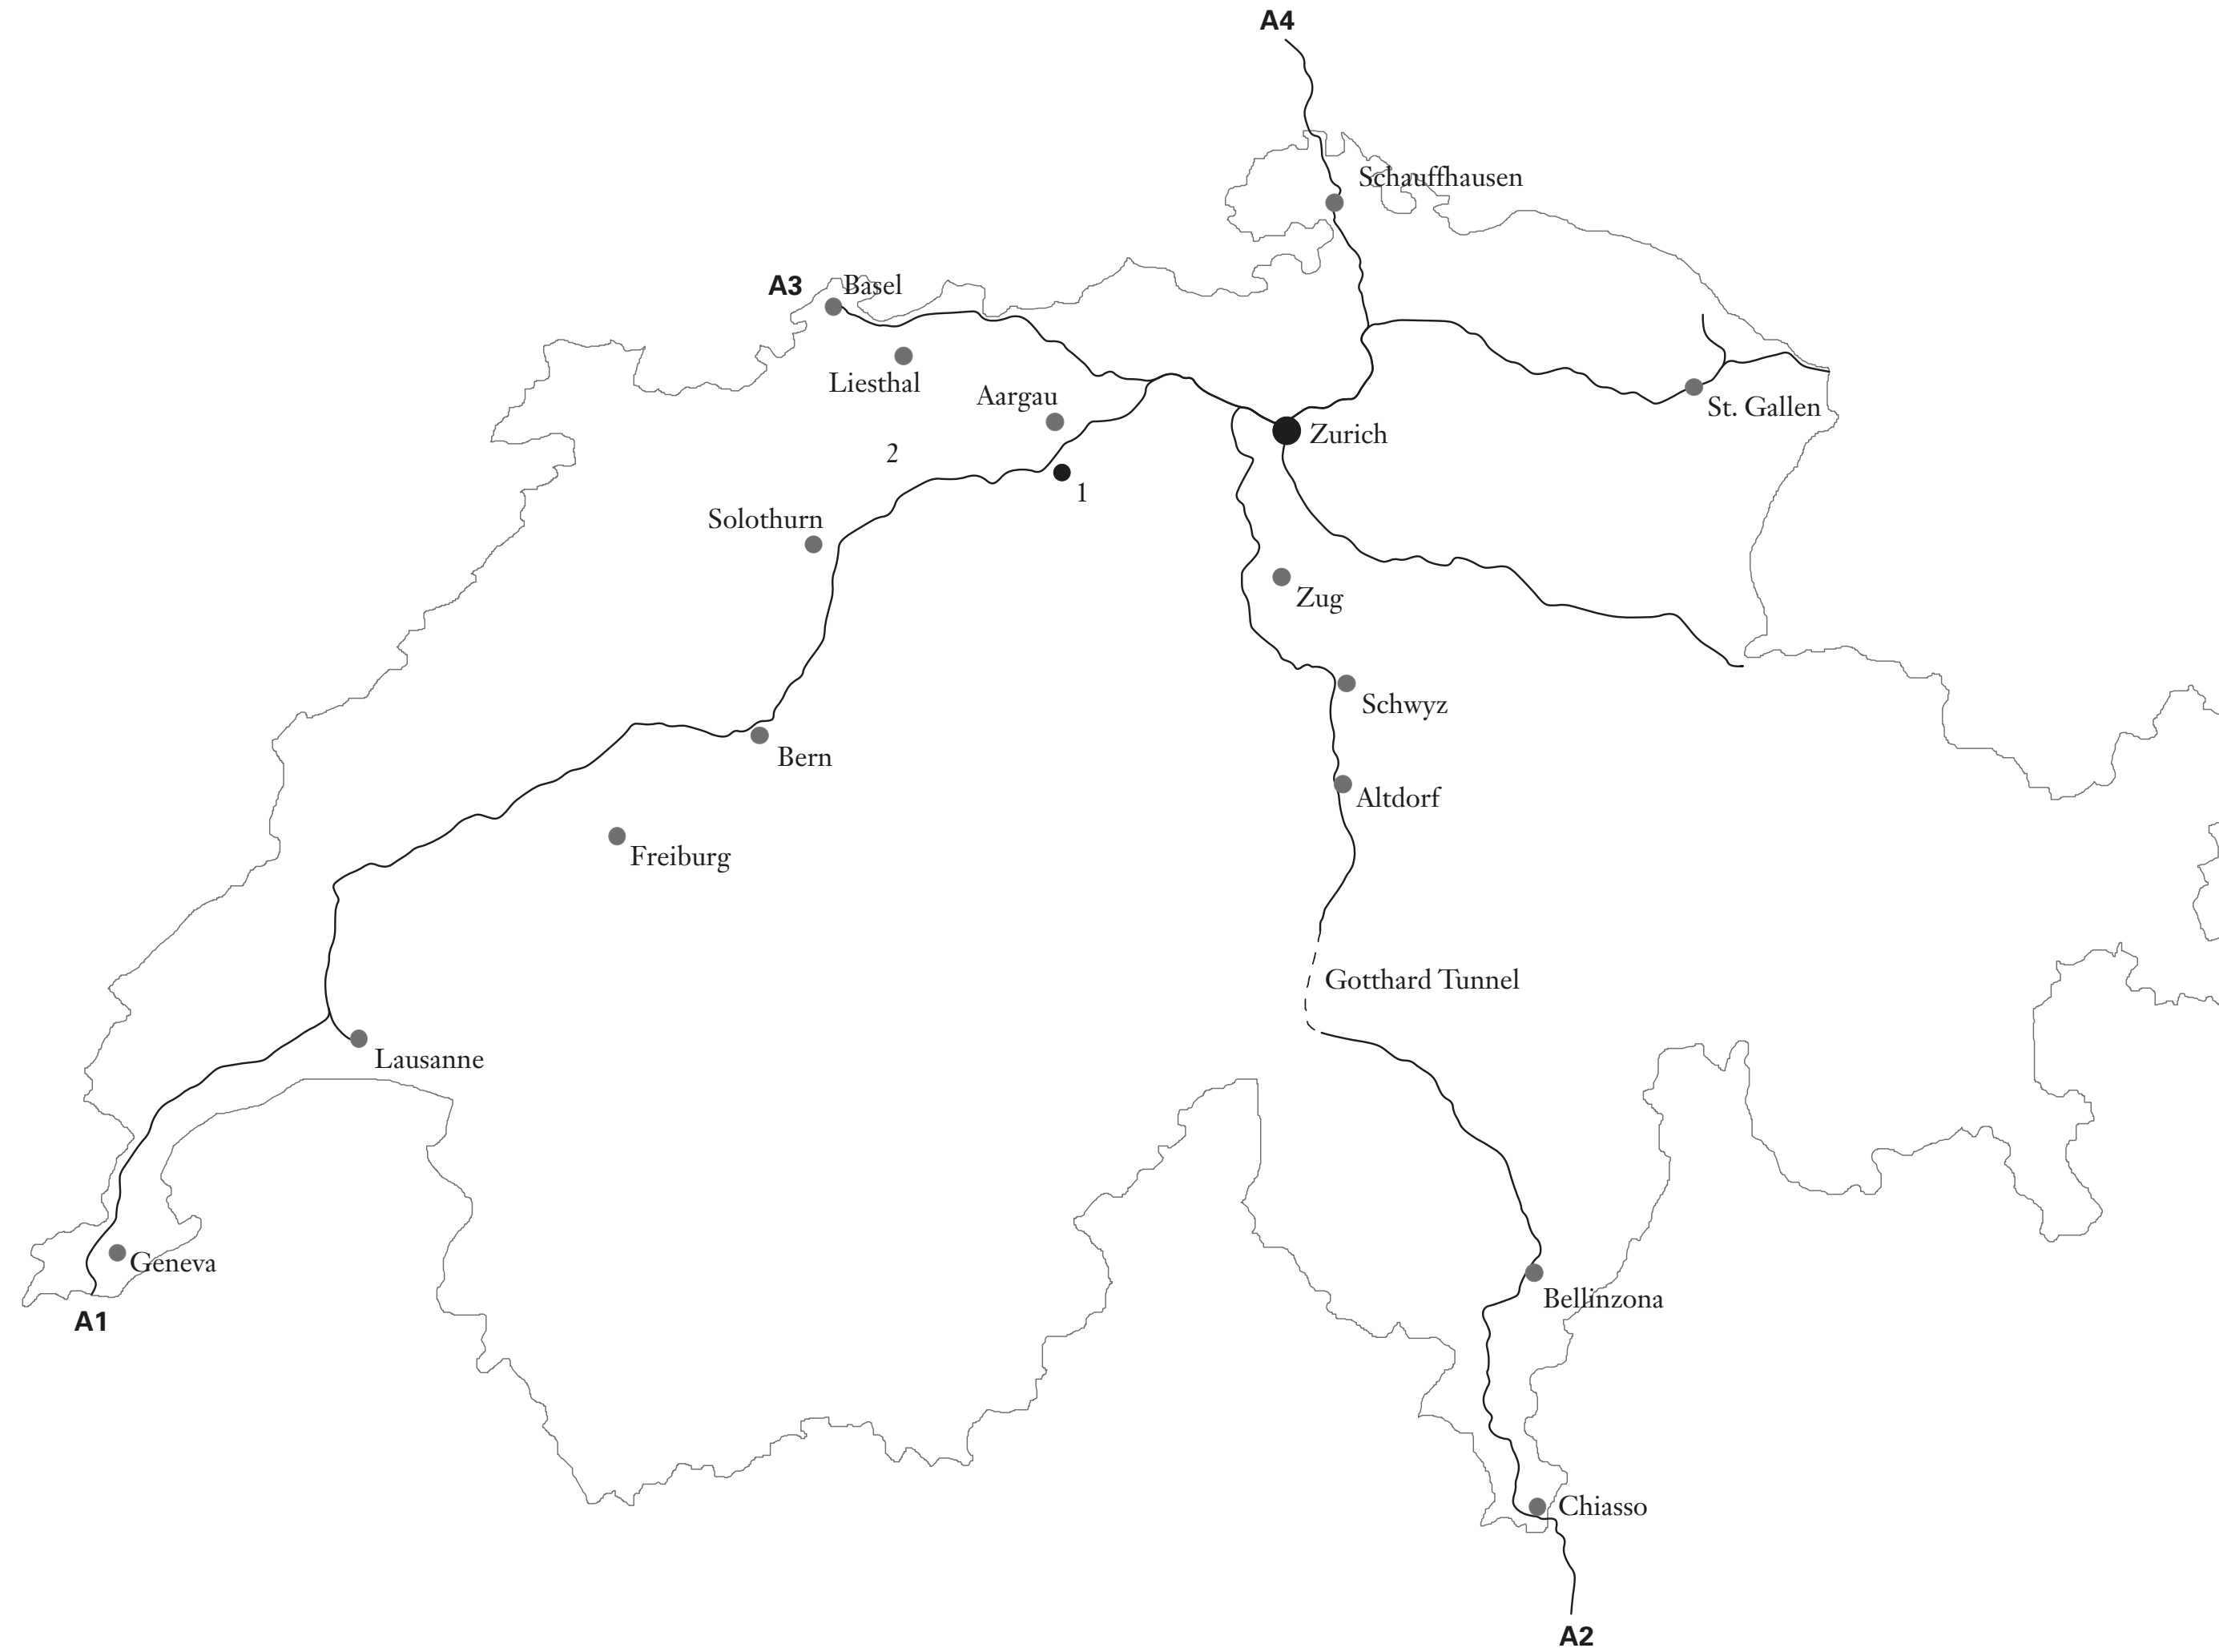 A4
Schauffhausen
A3
Basel
Liesthal
Aargau
St. Gallen
Zurich
2
1
Solothurn
Zug
Schwyz
Bern
Altdorf
Freiburg
Gotthard Tunnel
Lausanne
Geneva
Bellinzona
A1
Chiasso
A2